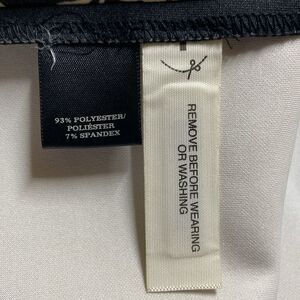 93% POLYESTER/
POLIÉSTER
7% SPANDEX
REMOVE BEFORE WEARING
OR WASHING